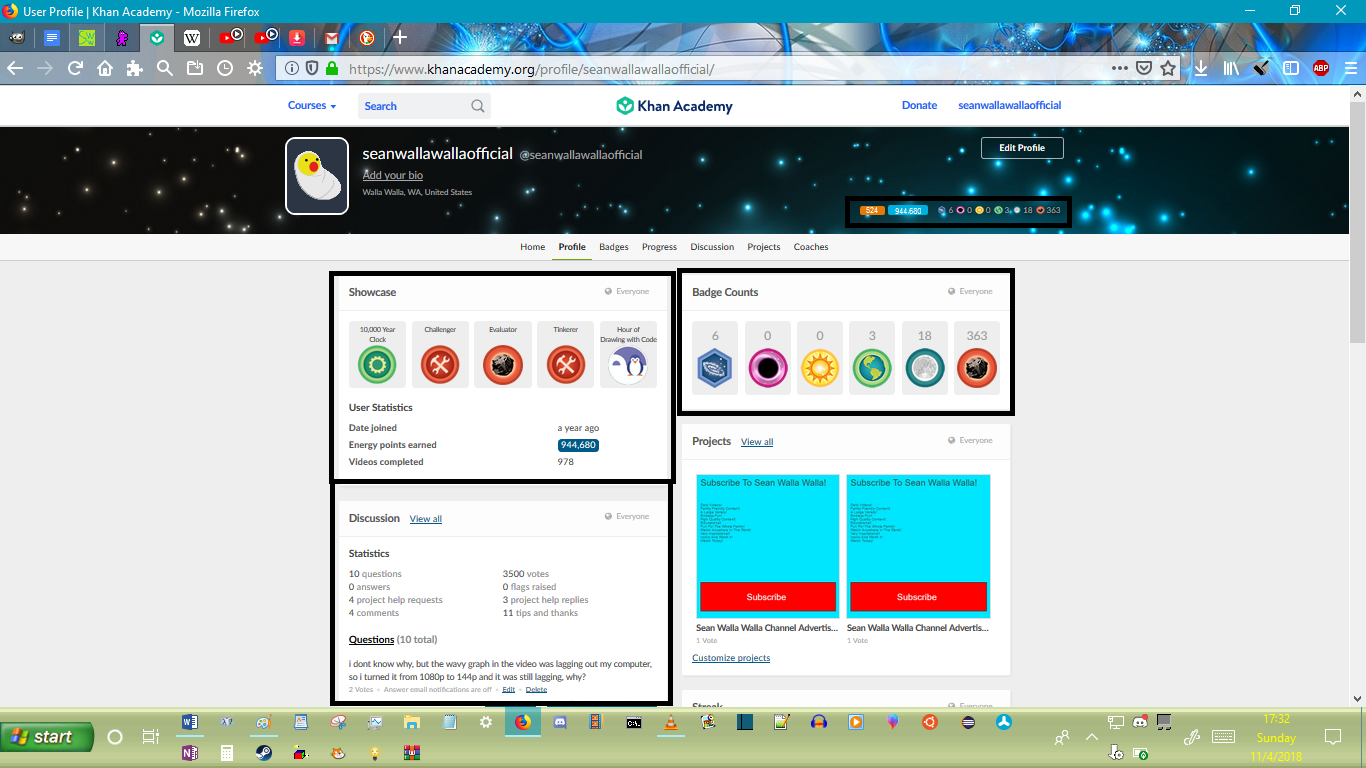 User Profile | Khan Academy - Mozilla Firefox
https://www.khanacademy.org/profile/seanwallawallaofficial/
ABP
Courses
Search
Khan Academy
Donate
seanwallawallaofficial
seanwallawallaofficial @seanwallawallaofficial
Edit Profile
Add your bio
Walla Walla, WA, United States
524 944,680 6 0 0 3 18 363
Home Profile Badges Progress Discussion Projects Coaches
Showcase
Everyone
10,000 Year Clock
Challenger
Evaluator
Tinkerer
Hour of Drawing with Code
User Statistics
Date joined a year ago
Energy points earned 944,680
Videos completed 978
Badge Counts
Everyone
6 0 0 3 18 363
Discussion View all
Everyone
Statistics
10 questions 3500 votes
0 answers 0 flags raised
4 project help requests 3 project help replies
4 comments 11 tips and thanks
Questions (10 total)
i dont know why, but the wavy graph in the video was lagging out my computer,
so i turned it from 1080p to 144p and it was still lagging, why?
2 Votes • Answer email notifications are off • Edit • Delete
Projects View all
Everyone
Subscribe To Sean Walla Walla!
Subscribe
Sean Walla Walla Channel Advertis...
1 Vote
Subscribe To Sean Walla Walla!
Subscribe
Sean Walla Walla Channel Advertis...
1 Vote
Customize projects
Streak
Everyone
start
17:32
Sunday
11/4/2018